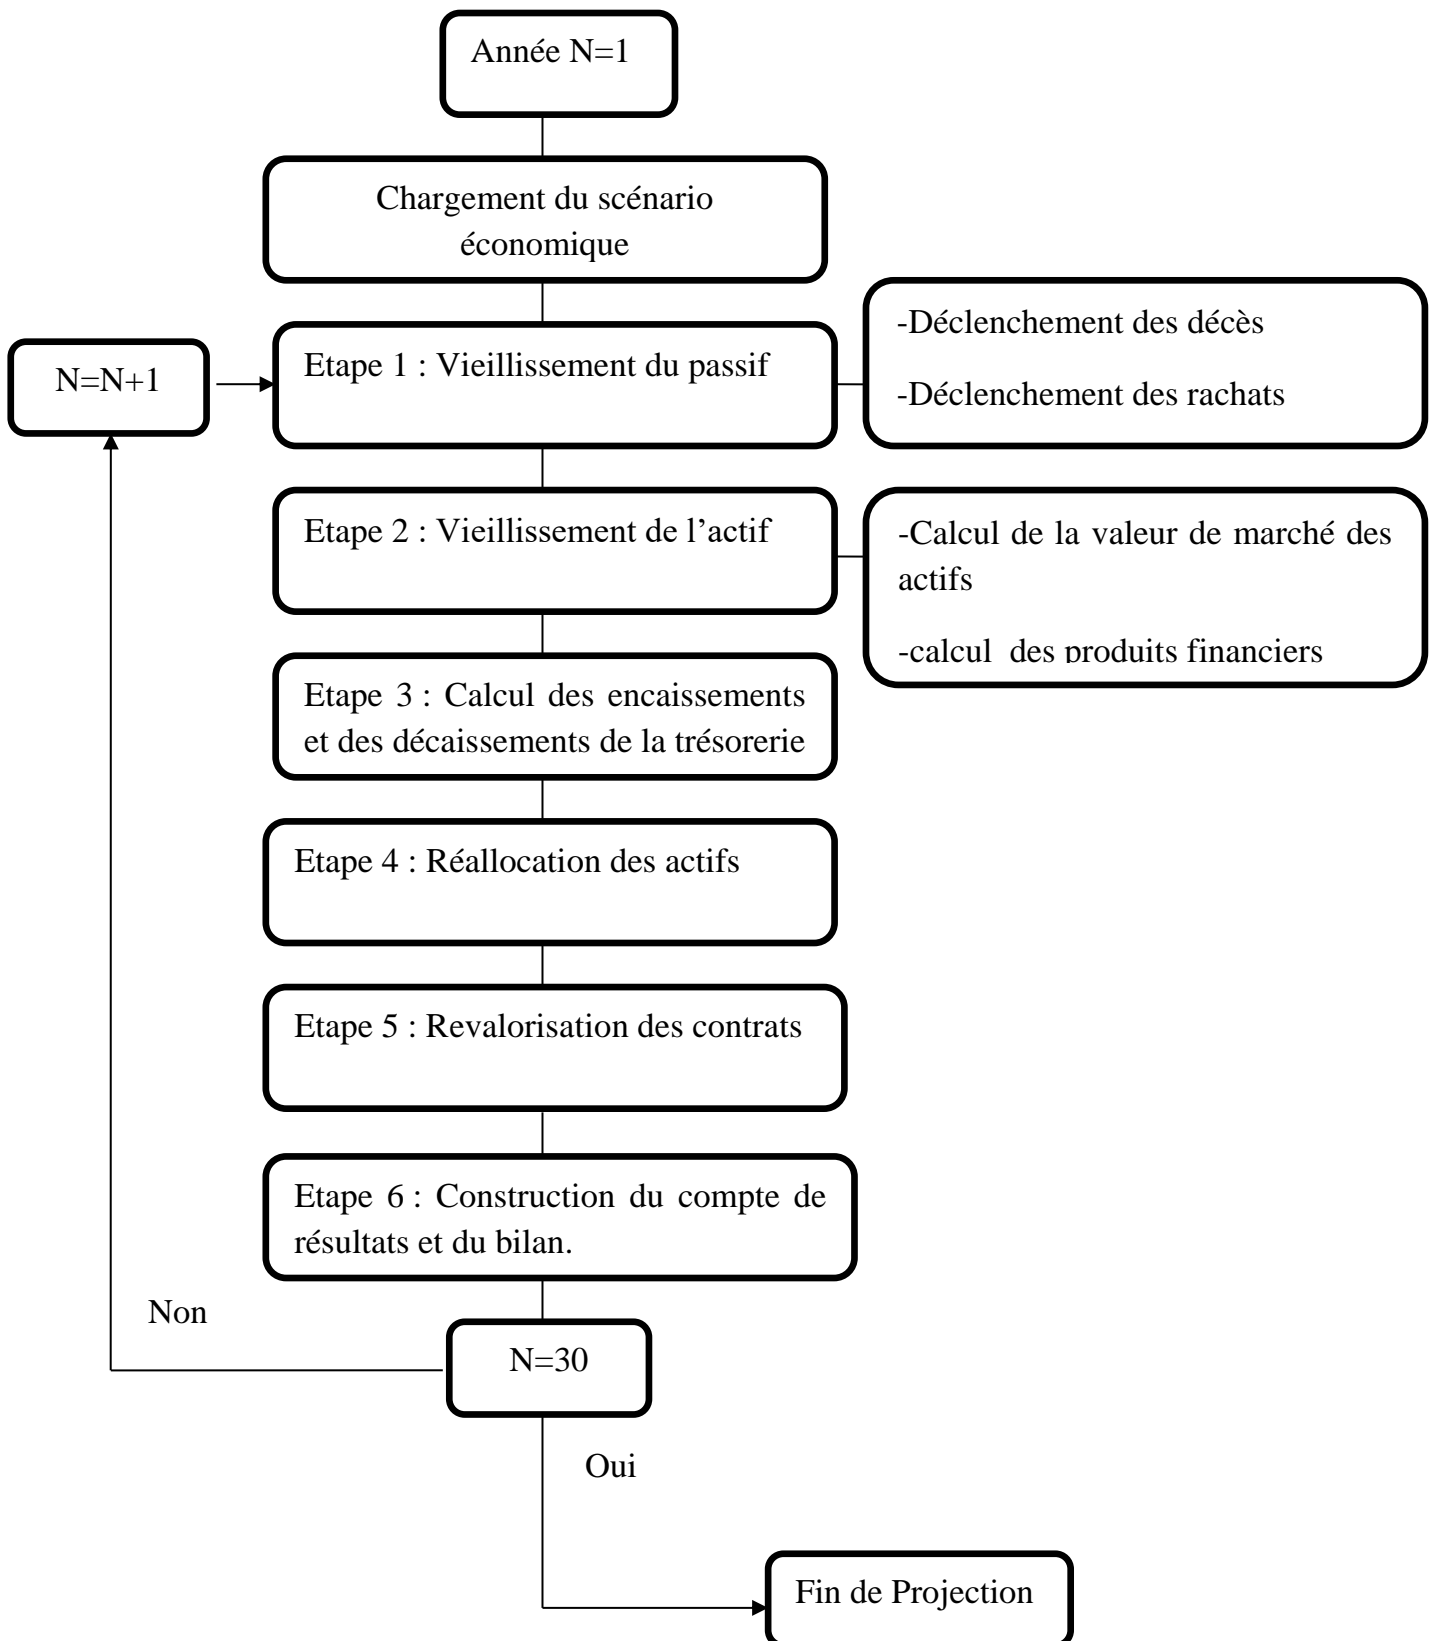 Année N=1
Chargement du scénario
économique
-Déclenchement des décès
-Déclenchement des rachats
N=N+1
Etape 1 : Vieillissement du passif
Etape 2 : Vieillissement de l’actif
-Calcul de la valeur de marché des
actifs
-calcul des produits financiers
Etape 3 : Calcul des encaissements
et des décaissements de la trésorerie
Etape 4 : Réallocation des actifs
Etape 5 : Revalorisation des contrats
Etape 6 : Construction du compte de
résultats et du bilan.
Non
N=30
Oui
Fin de Projection